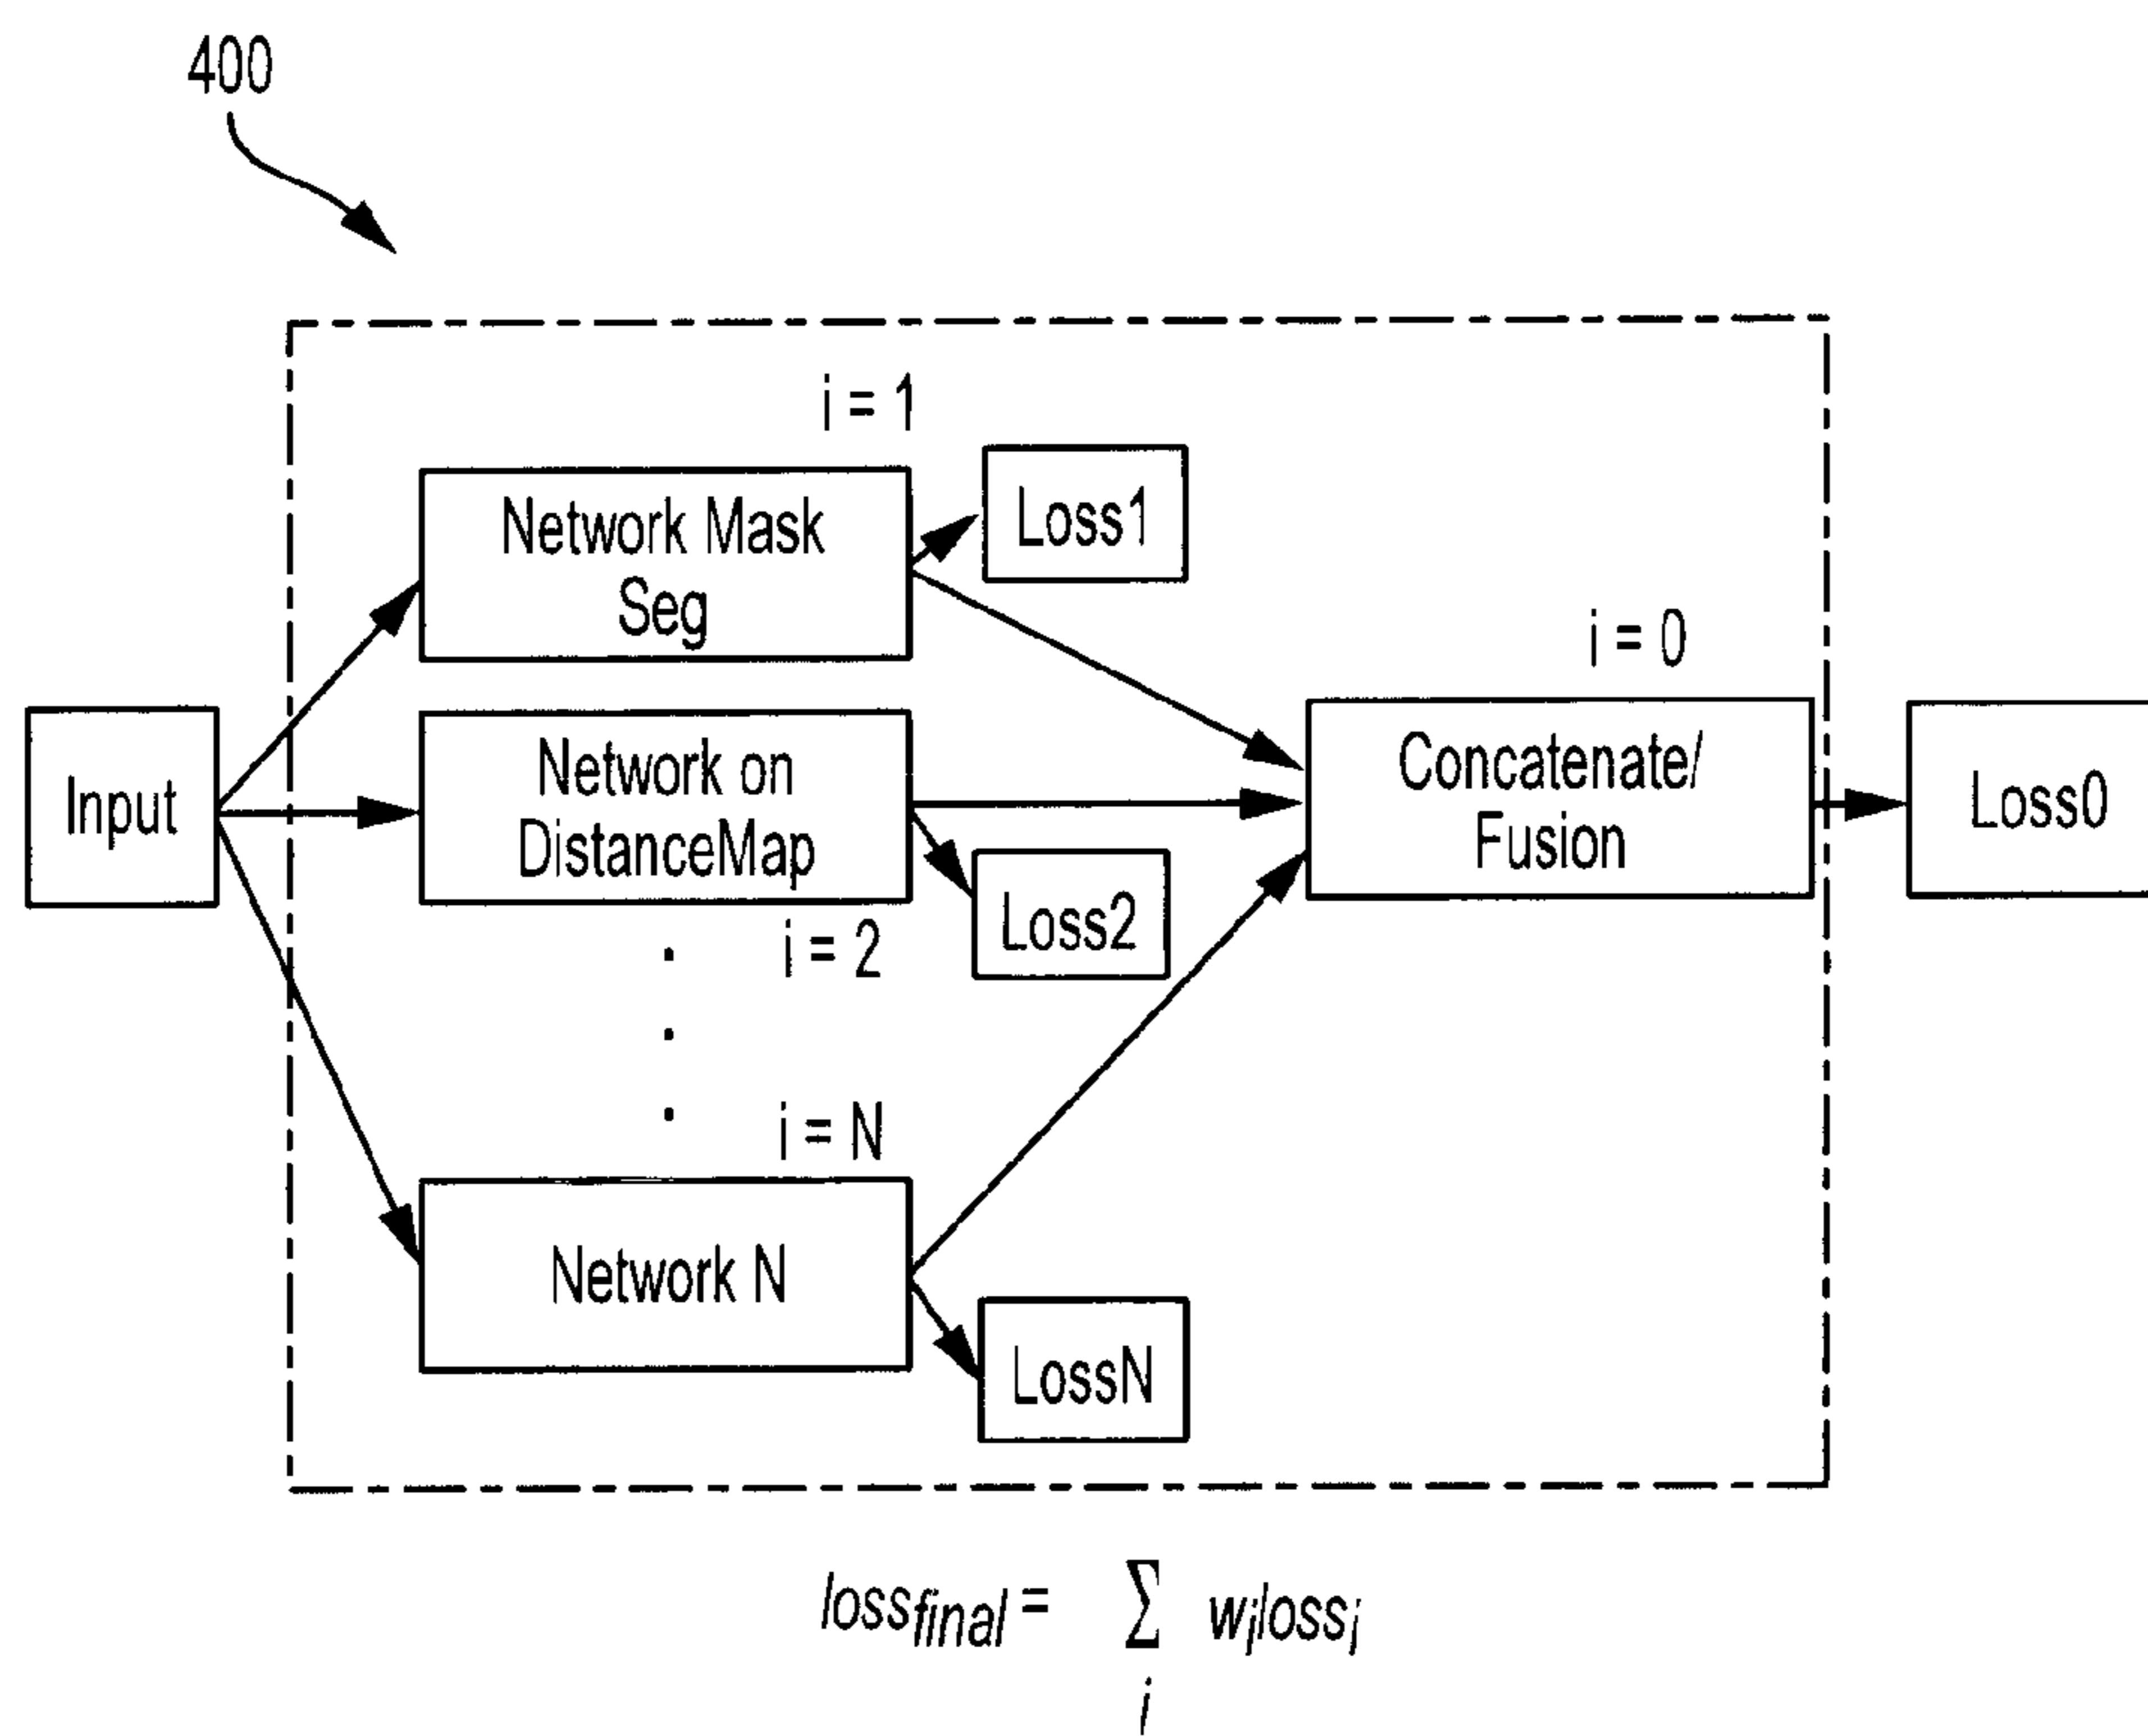 400
i = 1
Network Mask
Seg
Loss1
i = 0
Input
Network on
DistanceMap
Concatenate/
Fusion
Loss0
i = 2
Loss2
i = N
Network N
LossN
loss_final = Σ w_i loss_i
i